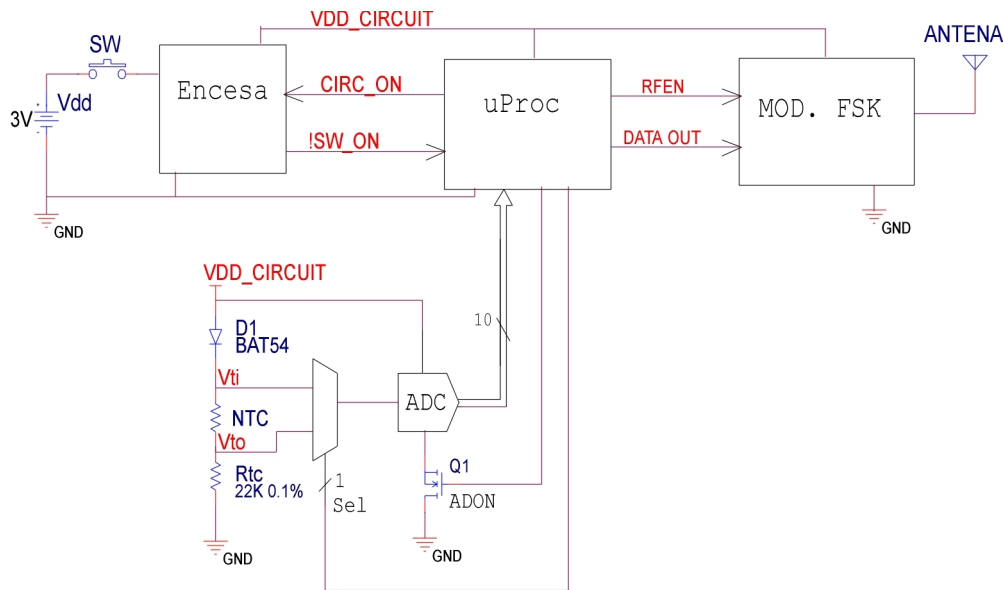 VDD_CIRCUIT
ANTENA
SW
Encesa
CIRC_ON
uProc
RFEN
MOD. FSK
Vdd
3V
!SW_ON
DATA OUT
GND
GND
VDD_CIRCUIT
D1
BAT54
10
Vti
ADC
NTC
Vto
Q1
Rtc
22K 0.1%
1
Sel
ADON
GND
GND